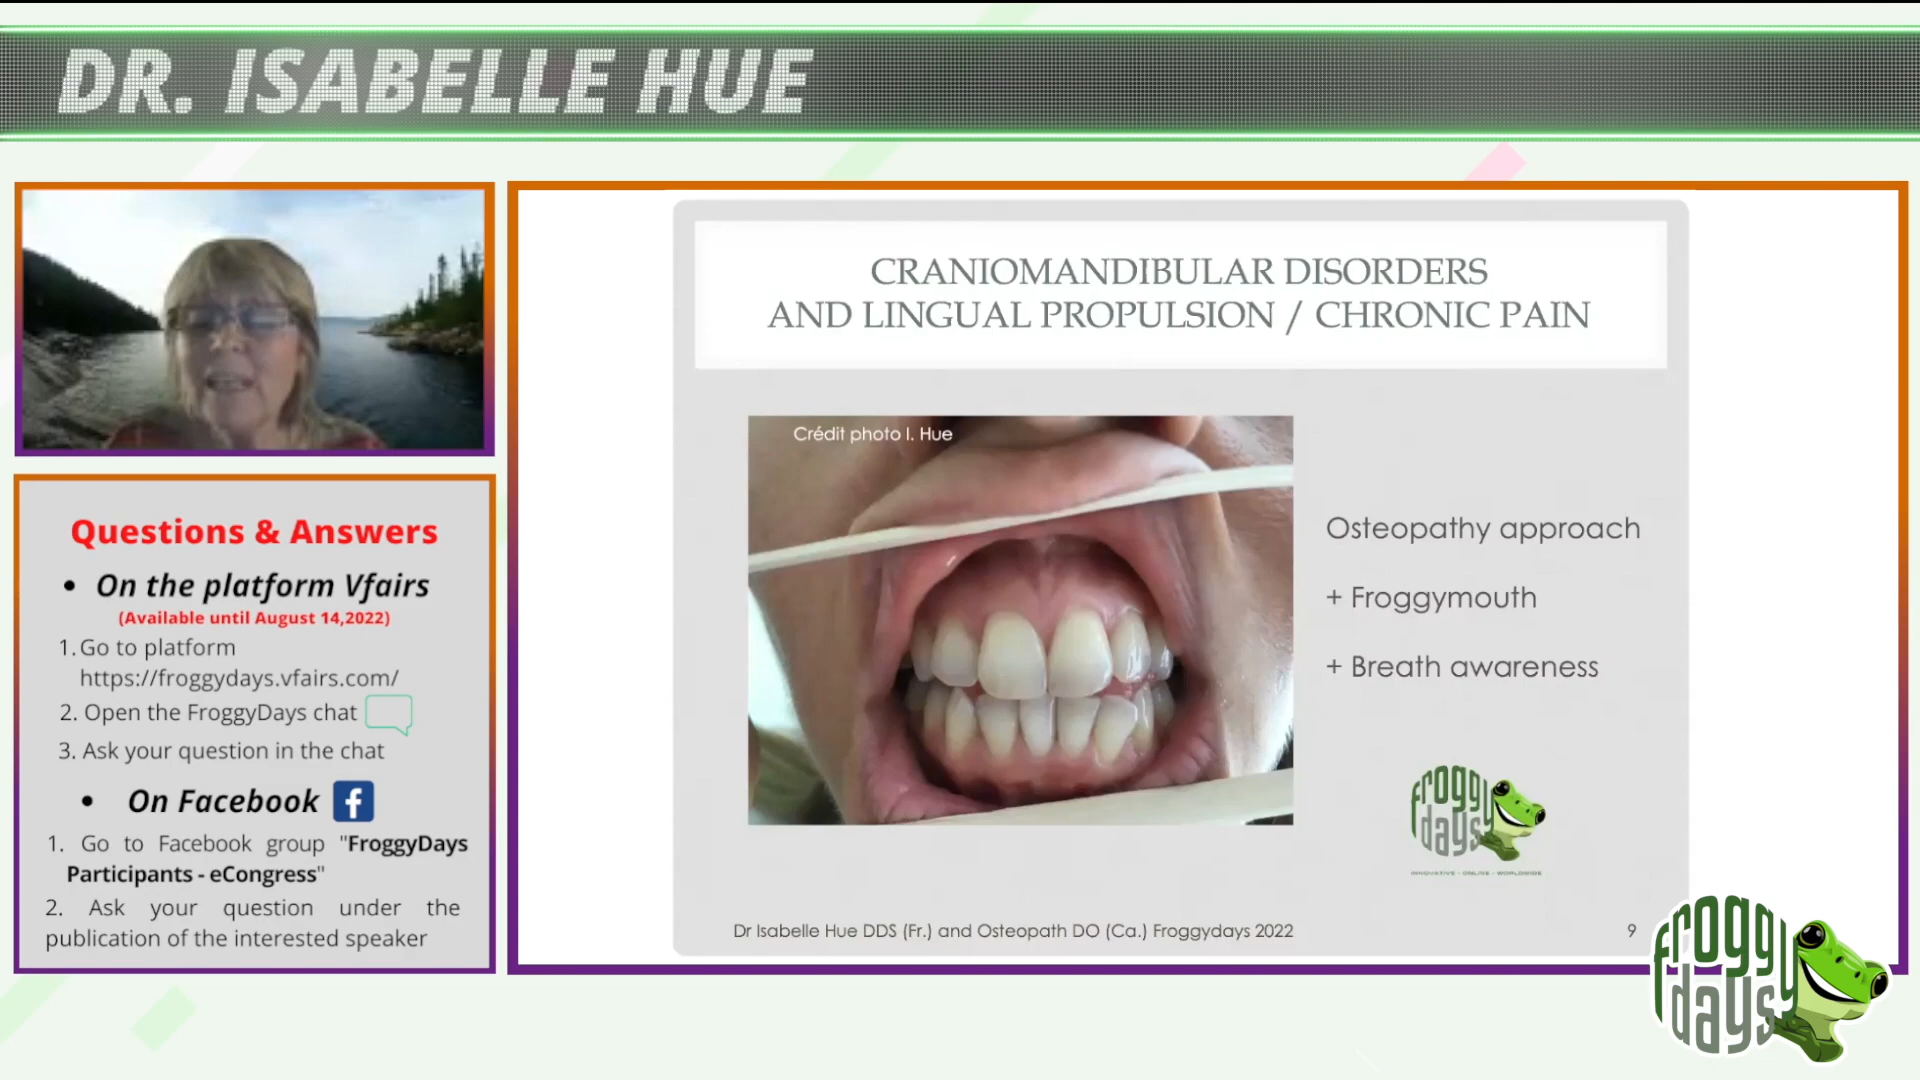 DR. ISABELLE HUE
Questions & Answers
• On the platform Vfairs
(Available until August 14,2022)
1. Go to platform
https://froggydays.vfairs.com/
2. Open the FroggyDays chat
3. Ask your question in the chat
• On Facebook f
1. Go to Facebook group "FroggyDays
Participants - eCongress"
2. Ask your question under the
publication of the interested speaker
CRANIOMANDIBULAR DISORDERS
AND LINGUAL PROPULSION / CHRONIC PAIN
Crédit photo I. Hue
Osteopathy approach
+ Froggymouth
+ Breath awareness
froggy
days
INNOVATIVE - ONLINE - WORLDWIDE
Dr Isabelle Hue DDS (Fr.) and Osteopath DO (Ca.) Froggydays 2022
9
froggy
days